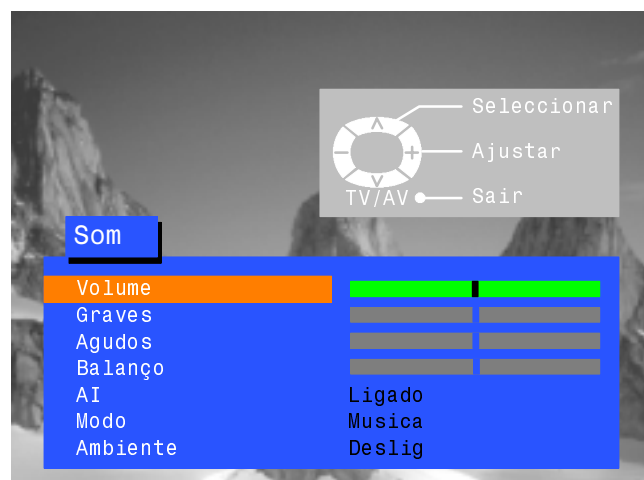 Seleccionar
Ajustar
TV/AV Sair
Som
Volume
Graves
Agudos
Balanço
AI Ligado
Modo Musica
Ambiente Deslig